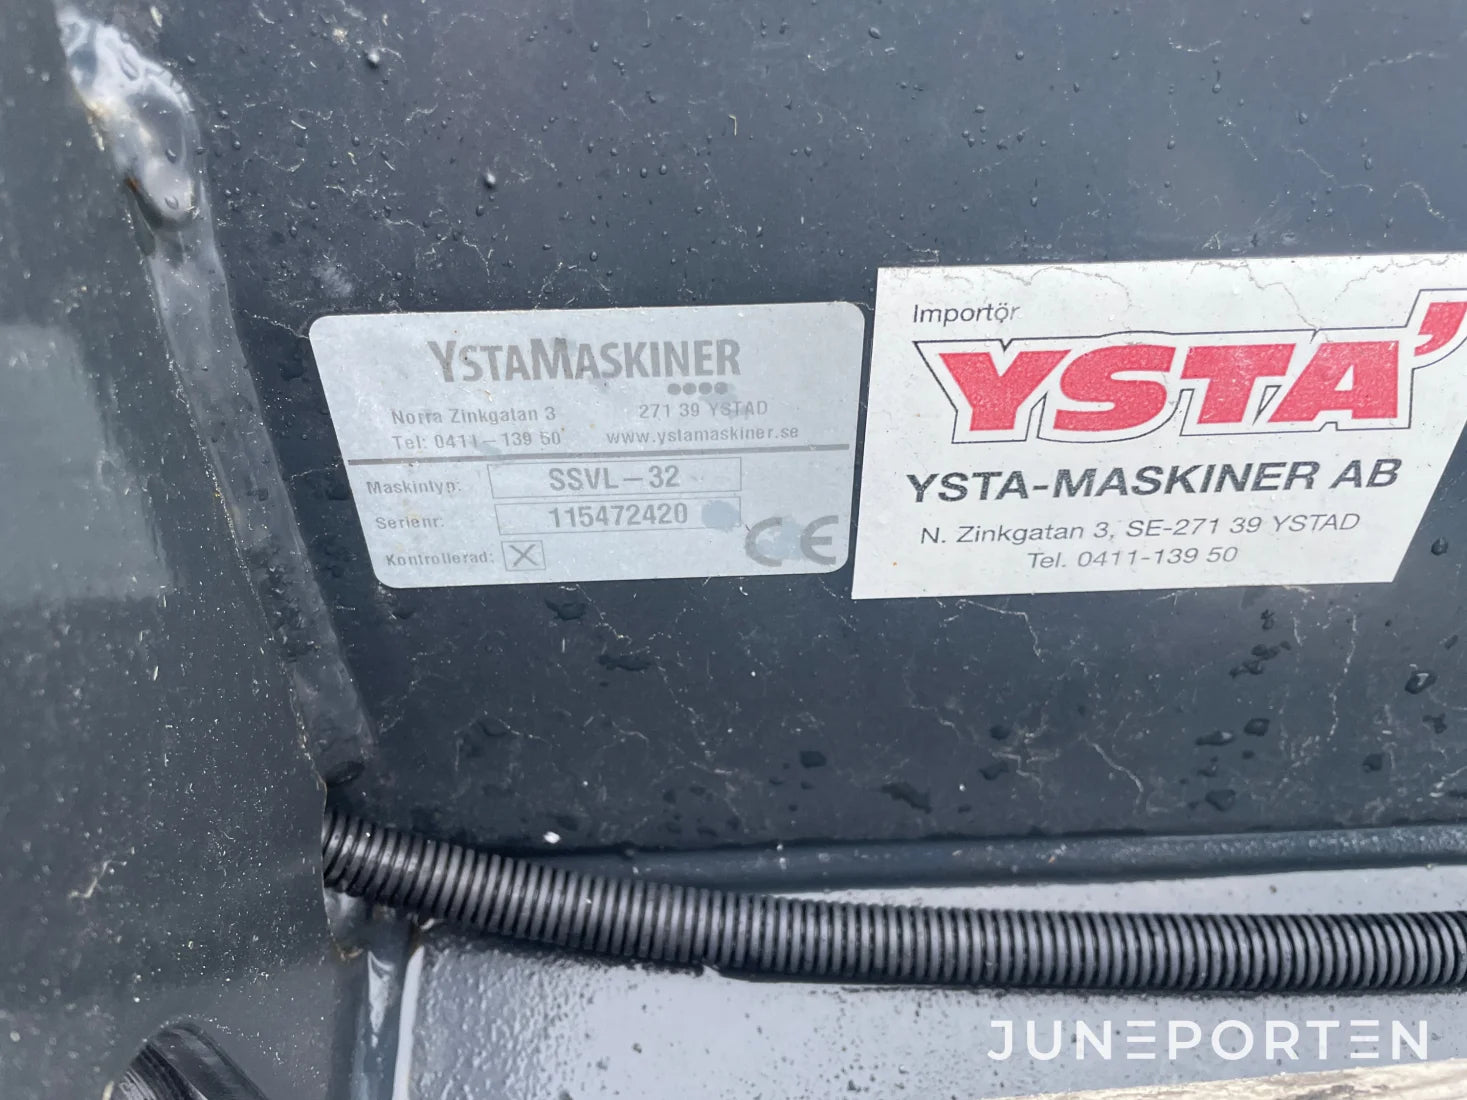 YSTAMASKINER
Norra Zinkgatan 3 271 39 YSTAD
Tel: 0411-139 50 www.ystamaskiner.se
Maskintyp: SSVL-32
Serienr: 115472420
Kontrollerad: X CE
Importör
YSTA'
YSTA-MASKINER AB
N. Zinkgatan 3, SE-271 39 YSTAD
Tel. 0411-139 50
JUNEPORTEN